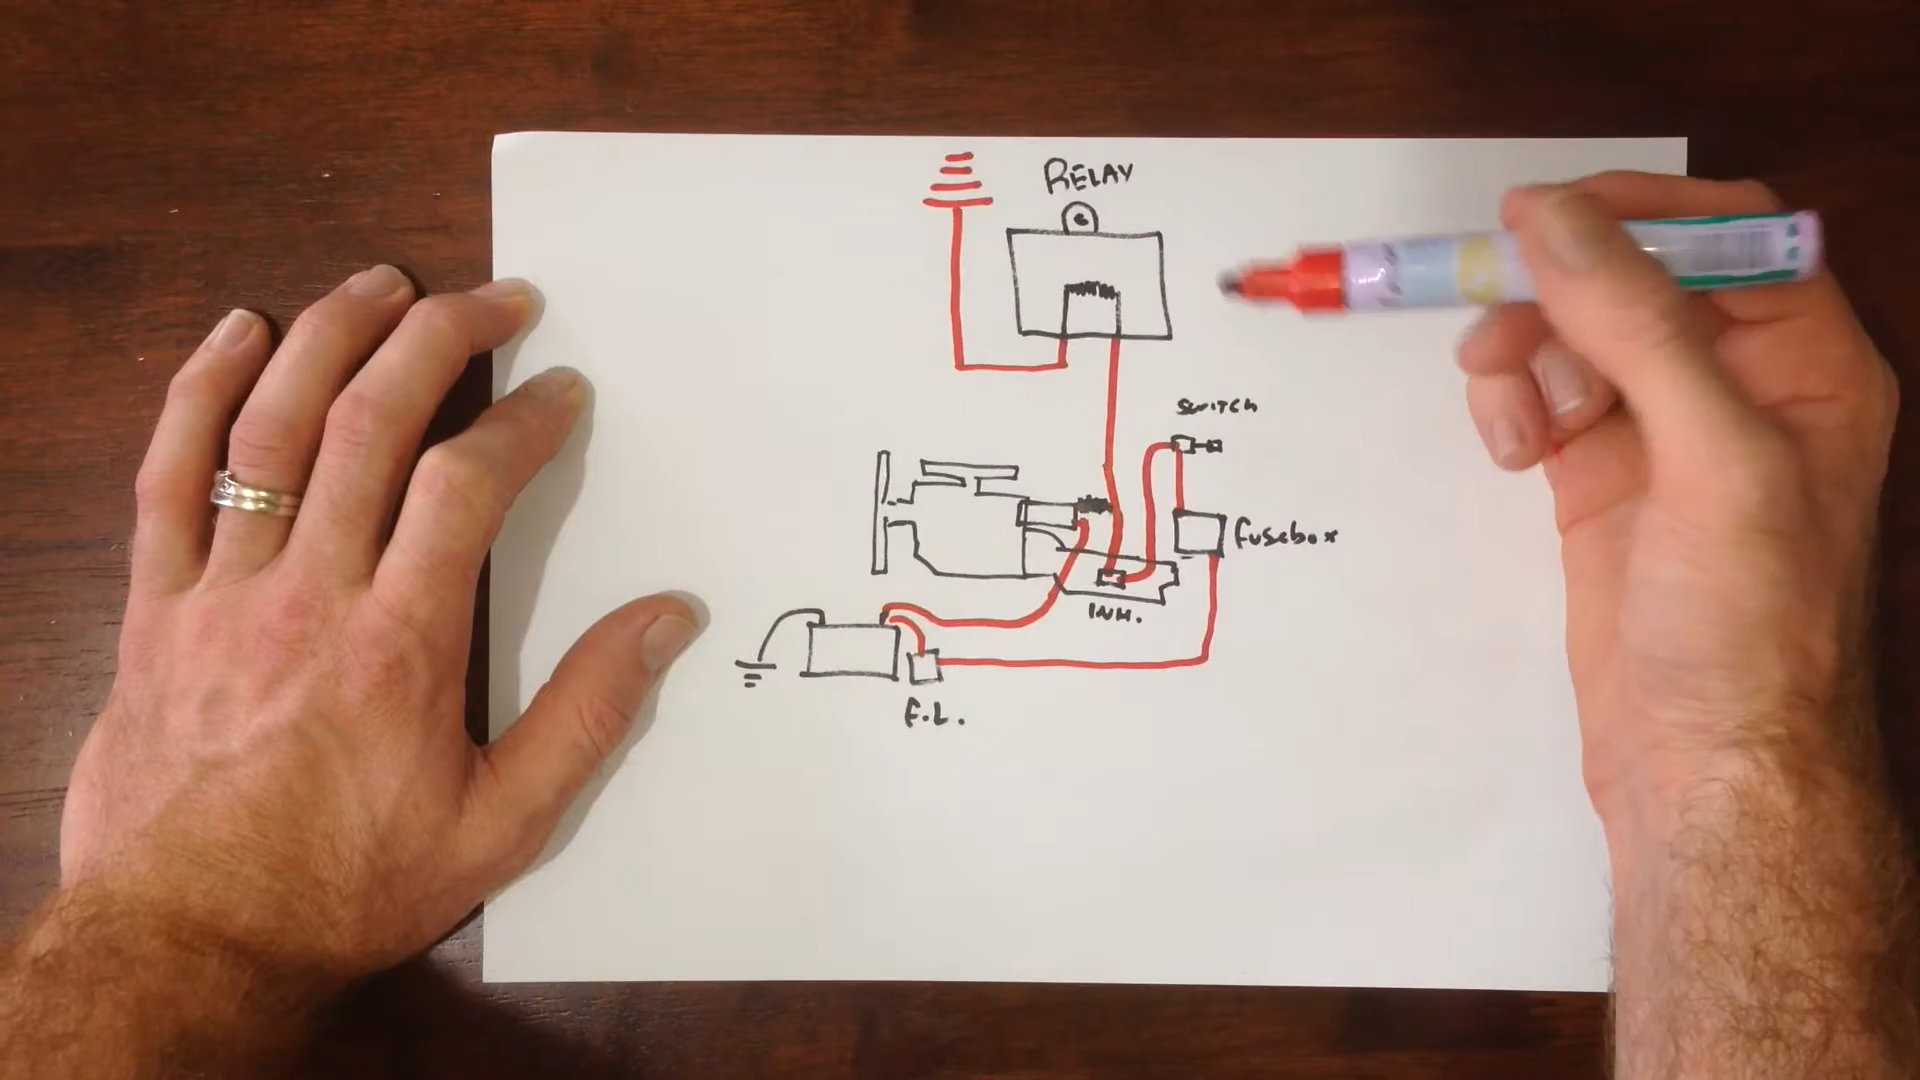 RELAY
SWITCH
fusebox
INH.
F.L.